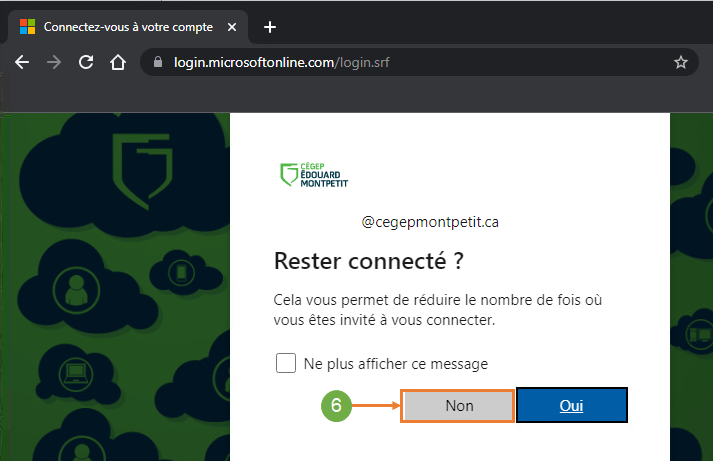 Connectez-vous à votre compte
login.microsoftonline.com/login.srf
CÉGEP
ÉDOUARD
MONTPETIT
@cegepmontpetit.ca
Rester connecté ?
Cela vous permet de réduire le nombre de fois où
vous êtes invité à vous connecter.
Ne plus afficher ce message
6 Non Oui